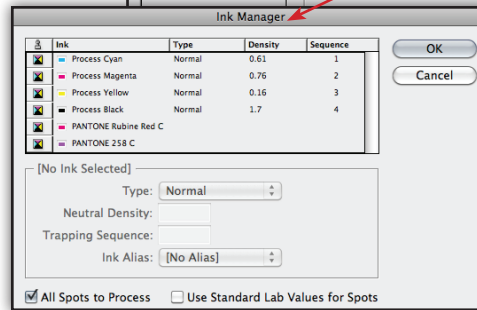 Ink Manager
Ink Type Density Sequence
Process Cyan Normal 0.61 1
Process Magenta Normal 0.76 2
Process Yellow Normal 0.16 3
Process Black Normal 1.7 4
PANTONE Rubine Red C
PANTONE 258 C
OK
Cancel
[No Ink Selected]
Type: Normal
Neutral Density:
Trapping Sequence:
Ink Alias: [No Alias]
All Spots to Process Use Standard Lab Values for Spots